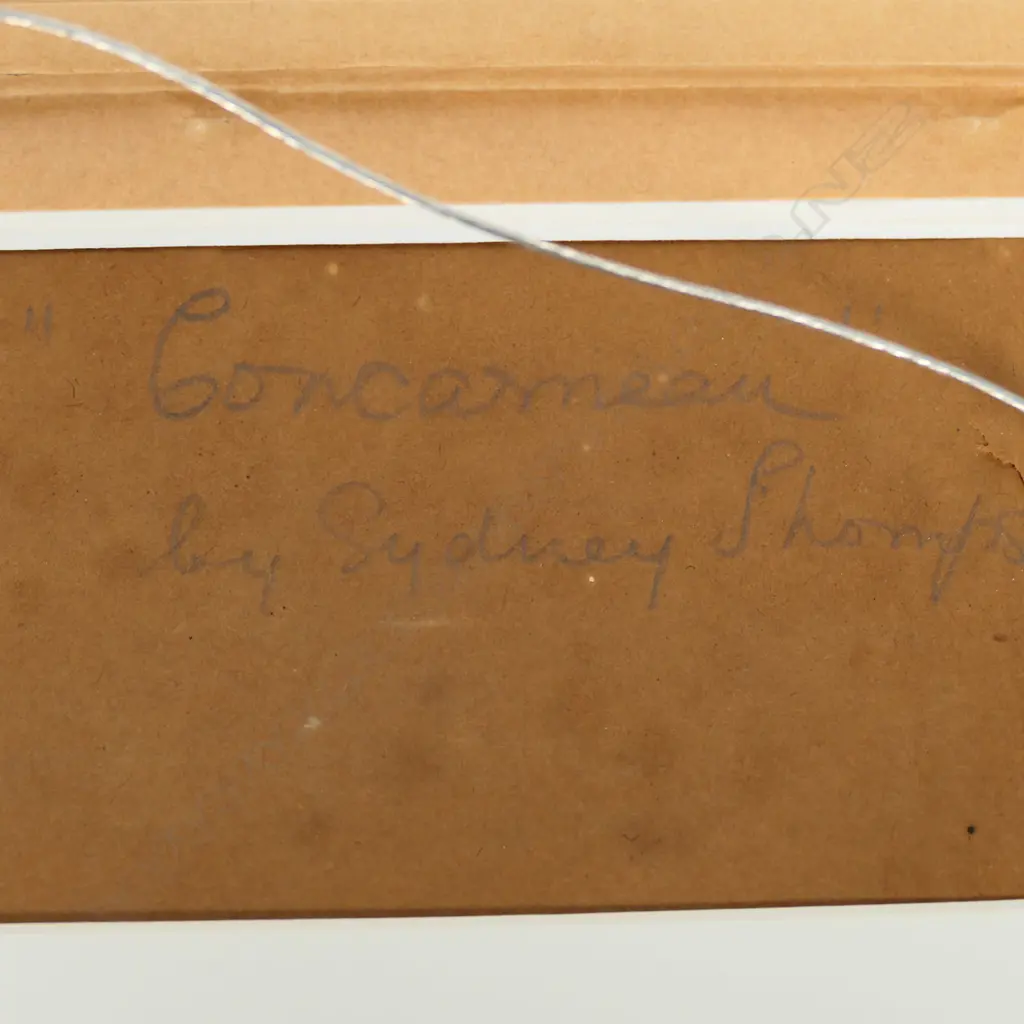 " Concarneau "
by Sydney Thomps